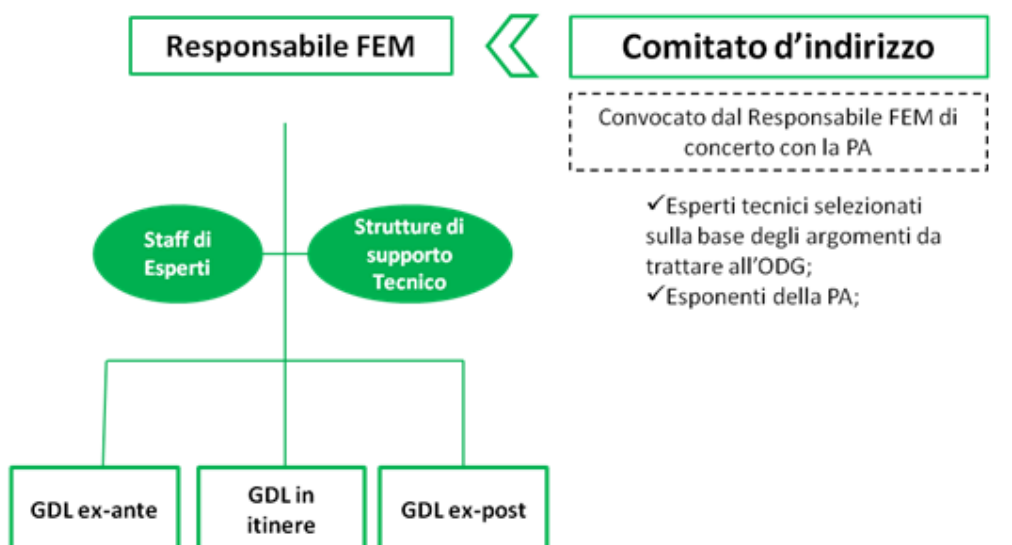 Responsabile FEM
Comitato d’indirizzo
Convocato dal Responsabile FEM di
concerto con la PA
✓Esperti tecnici selezionati
sulla base degli argomenti da
trattare all’ODG;
✓Esponenti della PA;
Staff di
Esperti
Strutture di
supporto
Tecnico
GDL ex-ante
GDL in
itinere
GDL ex-post